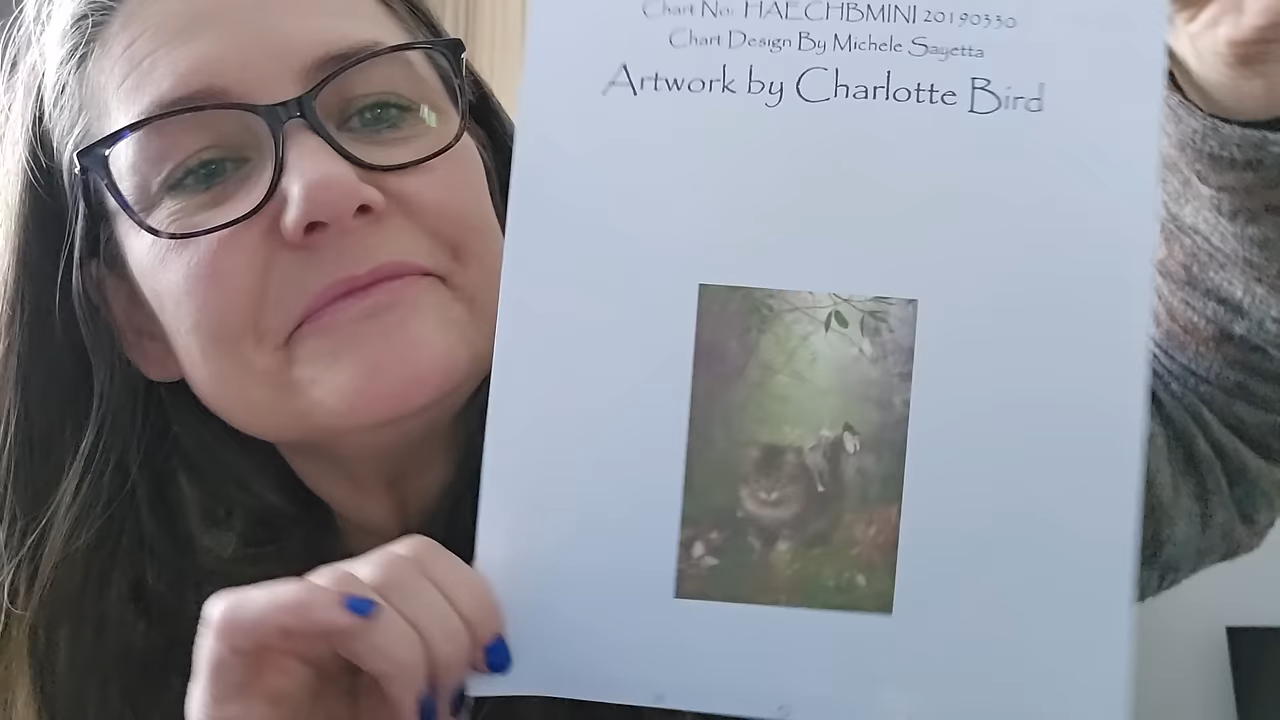 Chart No: HAECHBMINI 20190330
Chart Design By Michele Sayetta
Artwork by Charlotte Bird